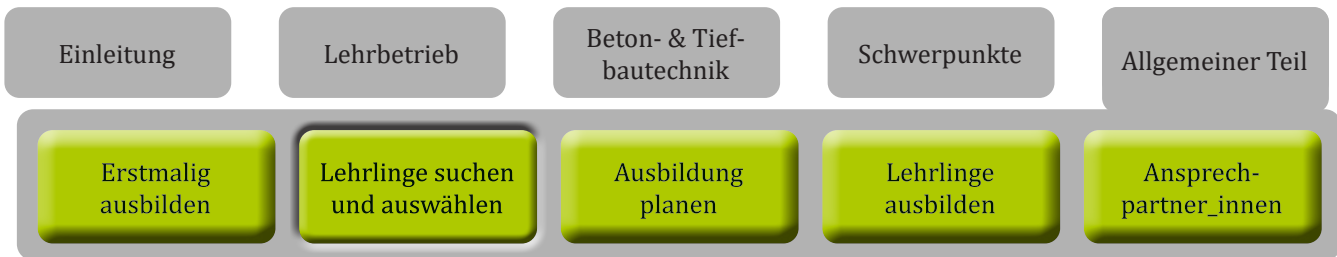 Einleitung
Lehrbetrieb
Beton- & Tief-
bautechnik
Schwerpunkte
Allgemeiner Teil
Erstmalig
ausbilden
Lehrlinge suchen
und auswählen
Ausbildung
planen
Lehrlinge
ausbilden
Ansprech-
partner_innen